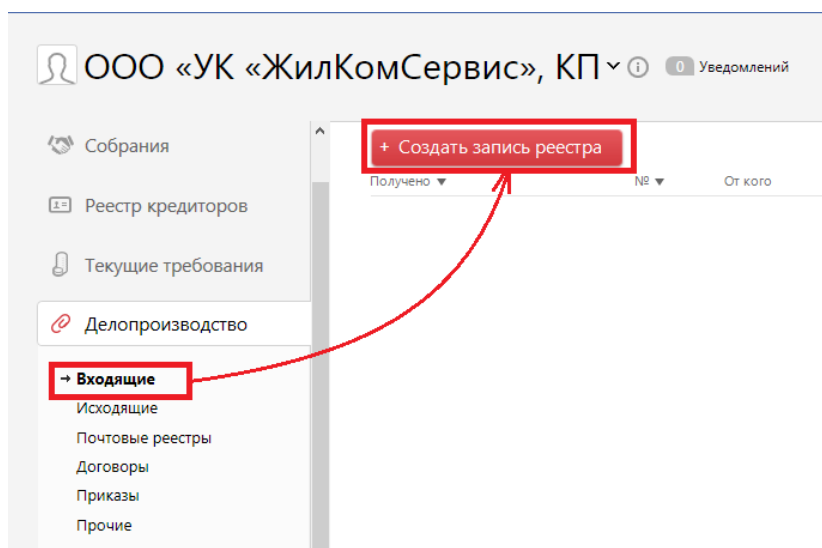 ООО «УК «ЖилКомСервис», КП
0 Уведомлений
Собрания
+ Создать запись реестра
Получено ▼ № ▼ От кого
Реестр кредиторов
Текущие требования
Делопроизводство
→ Входящие
Исходящие
Почтовые реестры
Договоры
Приказы
Прочие